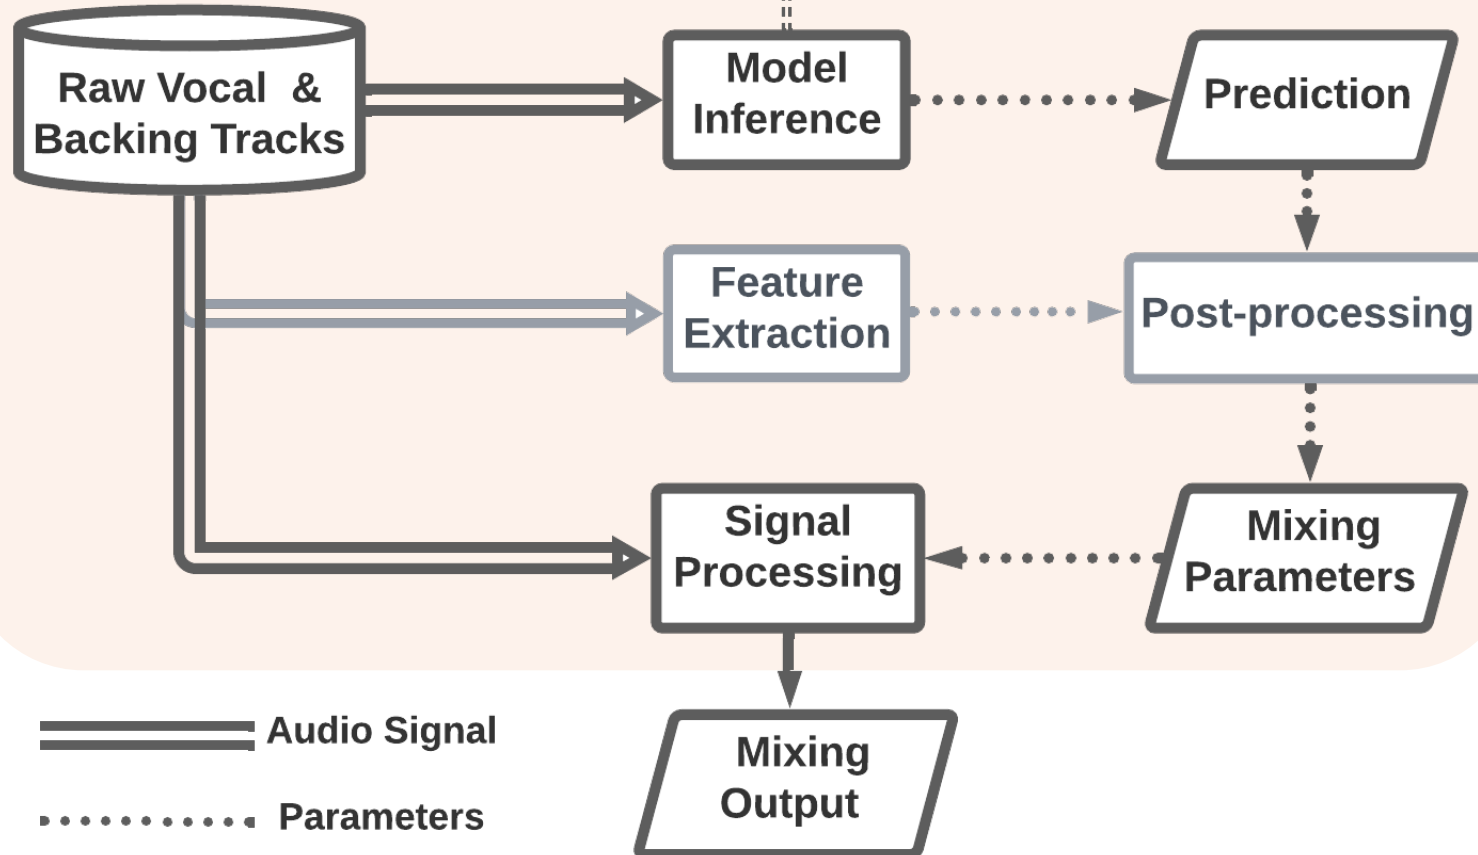 Raw Vocal &
Backing Tracks
Model
Inference
Prediction
Feature
Extraction
Post-processing
Signal
Processing
Mixing
Parameters
Audio Signal
Parameters
Mixing
Output